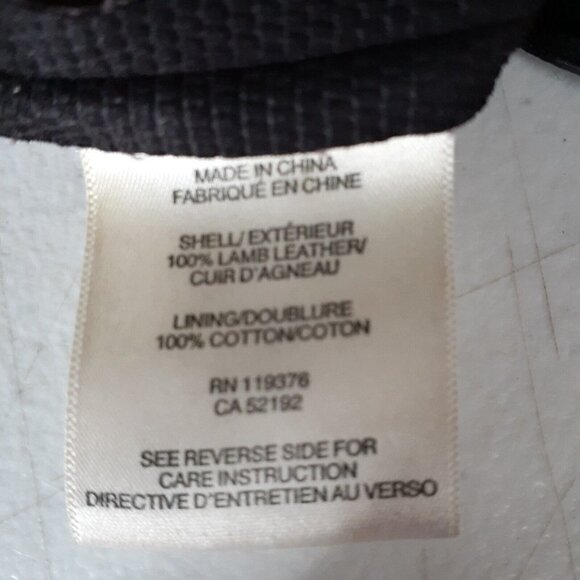 MADE IN CHINA
FABRIQUÉ EN CHINE
SHELL/ EXTÉRIEUR
100% LAMB LEATHER/
CUIR D'AGNEAU
LINING/DOUBLURE
100% COTTON/COTON
RN 119376
CA 52192
SEE REVERSE SIDE FOR
CARE INSTRUCTION
DIRECTIVE D'ENTRETIEN AU VERSO